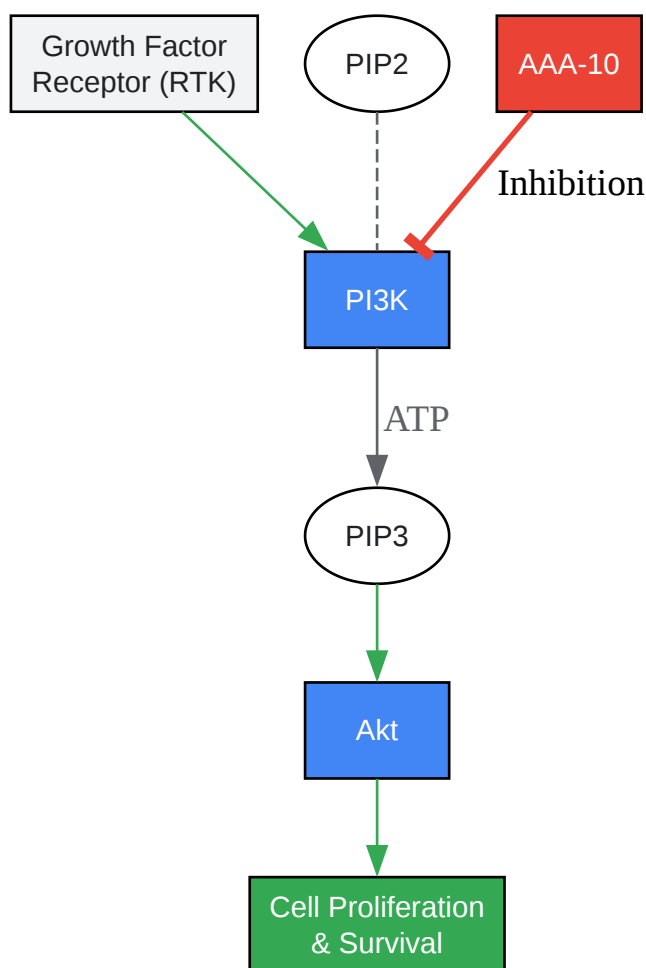 Growth Factor
Receptor (RTK)
PIP2
AAA-10
Inhibition
PI3K
ATP
PIP3
Akt
Cell Proliferation
& Survival